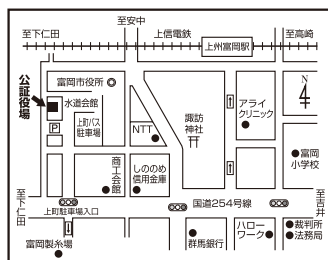 至安中
至下仁田
上信電鉄
上州富岡駅
至高崎
公証役場
富岡市役所
水道会館
P
上町バス
駐車場
NTT
諏訪
神社
アライ
クリニック
4
N
富岡
小学校
商工会館
しののめ
信用金庫
至下仁田
上町駐車場入口
国道254号線
至吉井
富岡製糸場
群馬銀行
ハロー
ワーク
裁判所
法務局